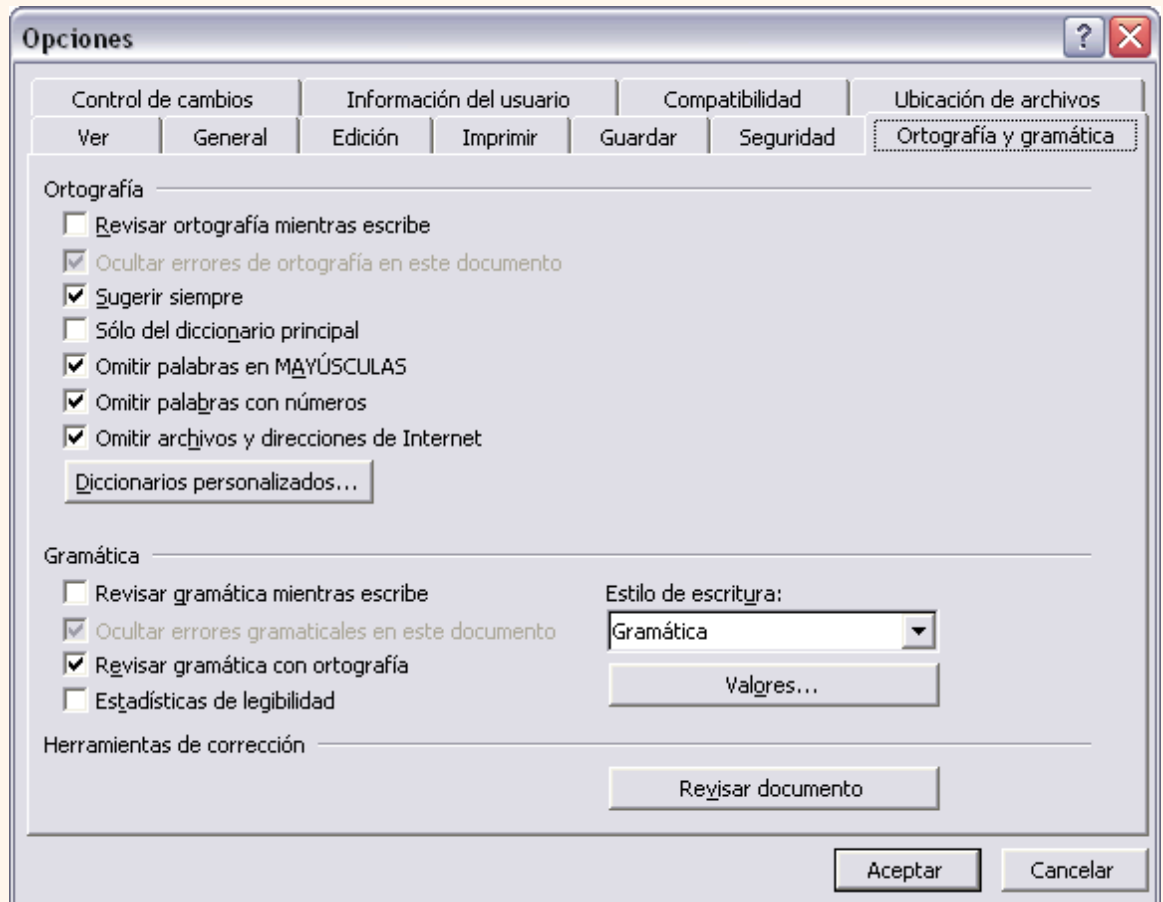 Opciones
Control de cambios Información del usuario Compatibilidad Ubicación de archivos
Ver General Edición Imprimir Guardar Seguridad Ortografía y gramática
Ortografía
Revisar ortografía mientras escribe
Ocultar errores de ortografía en este documento
Sugerir siempre
Sólo del diccionario principal
Omitir palabras en MAYÚSCULAS
Omitir palabras con números
Omitir archivos y direcciones de Internet
Diccionarios personalizados...
Gramática
Revisar gramática mientras escribe Estilo de escritura:
Ocultar errores gramaticales en este documento Gramática
Revisar gramática con ortografía
Estadísticas de legibilidad Valores...
Herramientas de corrección
Revisar documento
Aceptar Cancelar